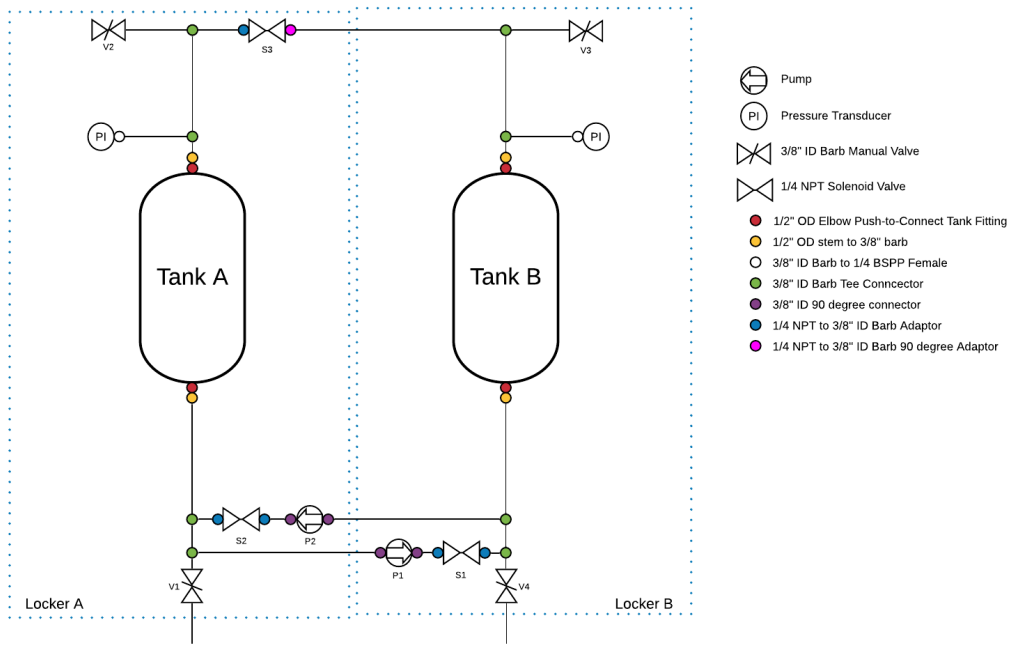 V2
S3
V3
PI
PI
Tank A
Tank B
S2
P2
P1
S1
V1
V4
Locker A
Locker B
Pump
PI
Pressure Transducer
3/8" ID Barb Manual Valve
1/4 NPT Solenoid Valve
1/2" OD Elbow Push-to-Connect Tank Fitting
1/2" OD stem to 3/8" barb
3/8" ID Barb to 1/4 BSPP Female
3/8" ID Barb Tee Conncector
3/8" ID 90 degree connector
1/4 NPT to 3/8" ID Barb Adaptor
1/4 NPT to 3/8" ID Barb 90 degree Adaptor